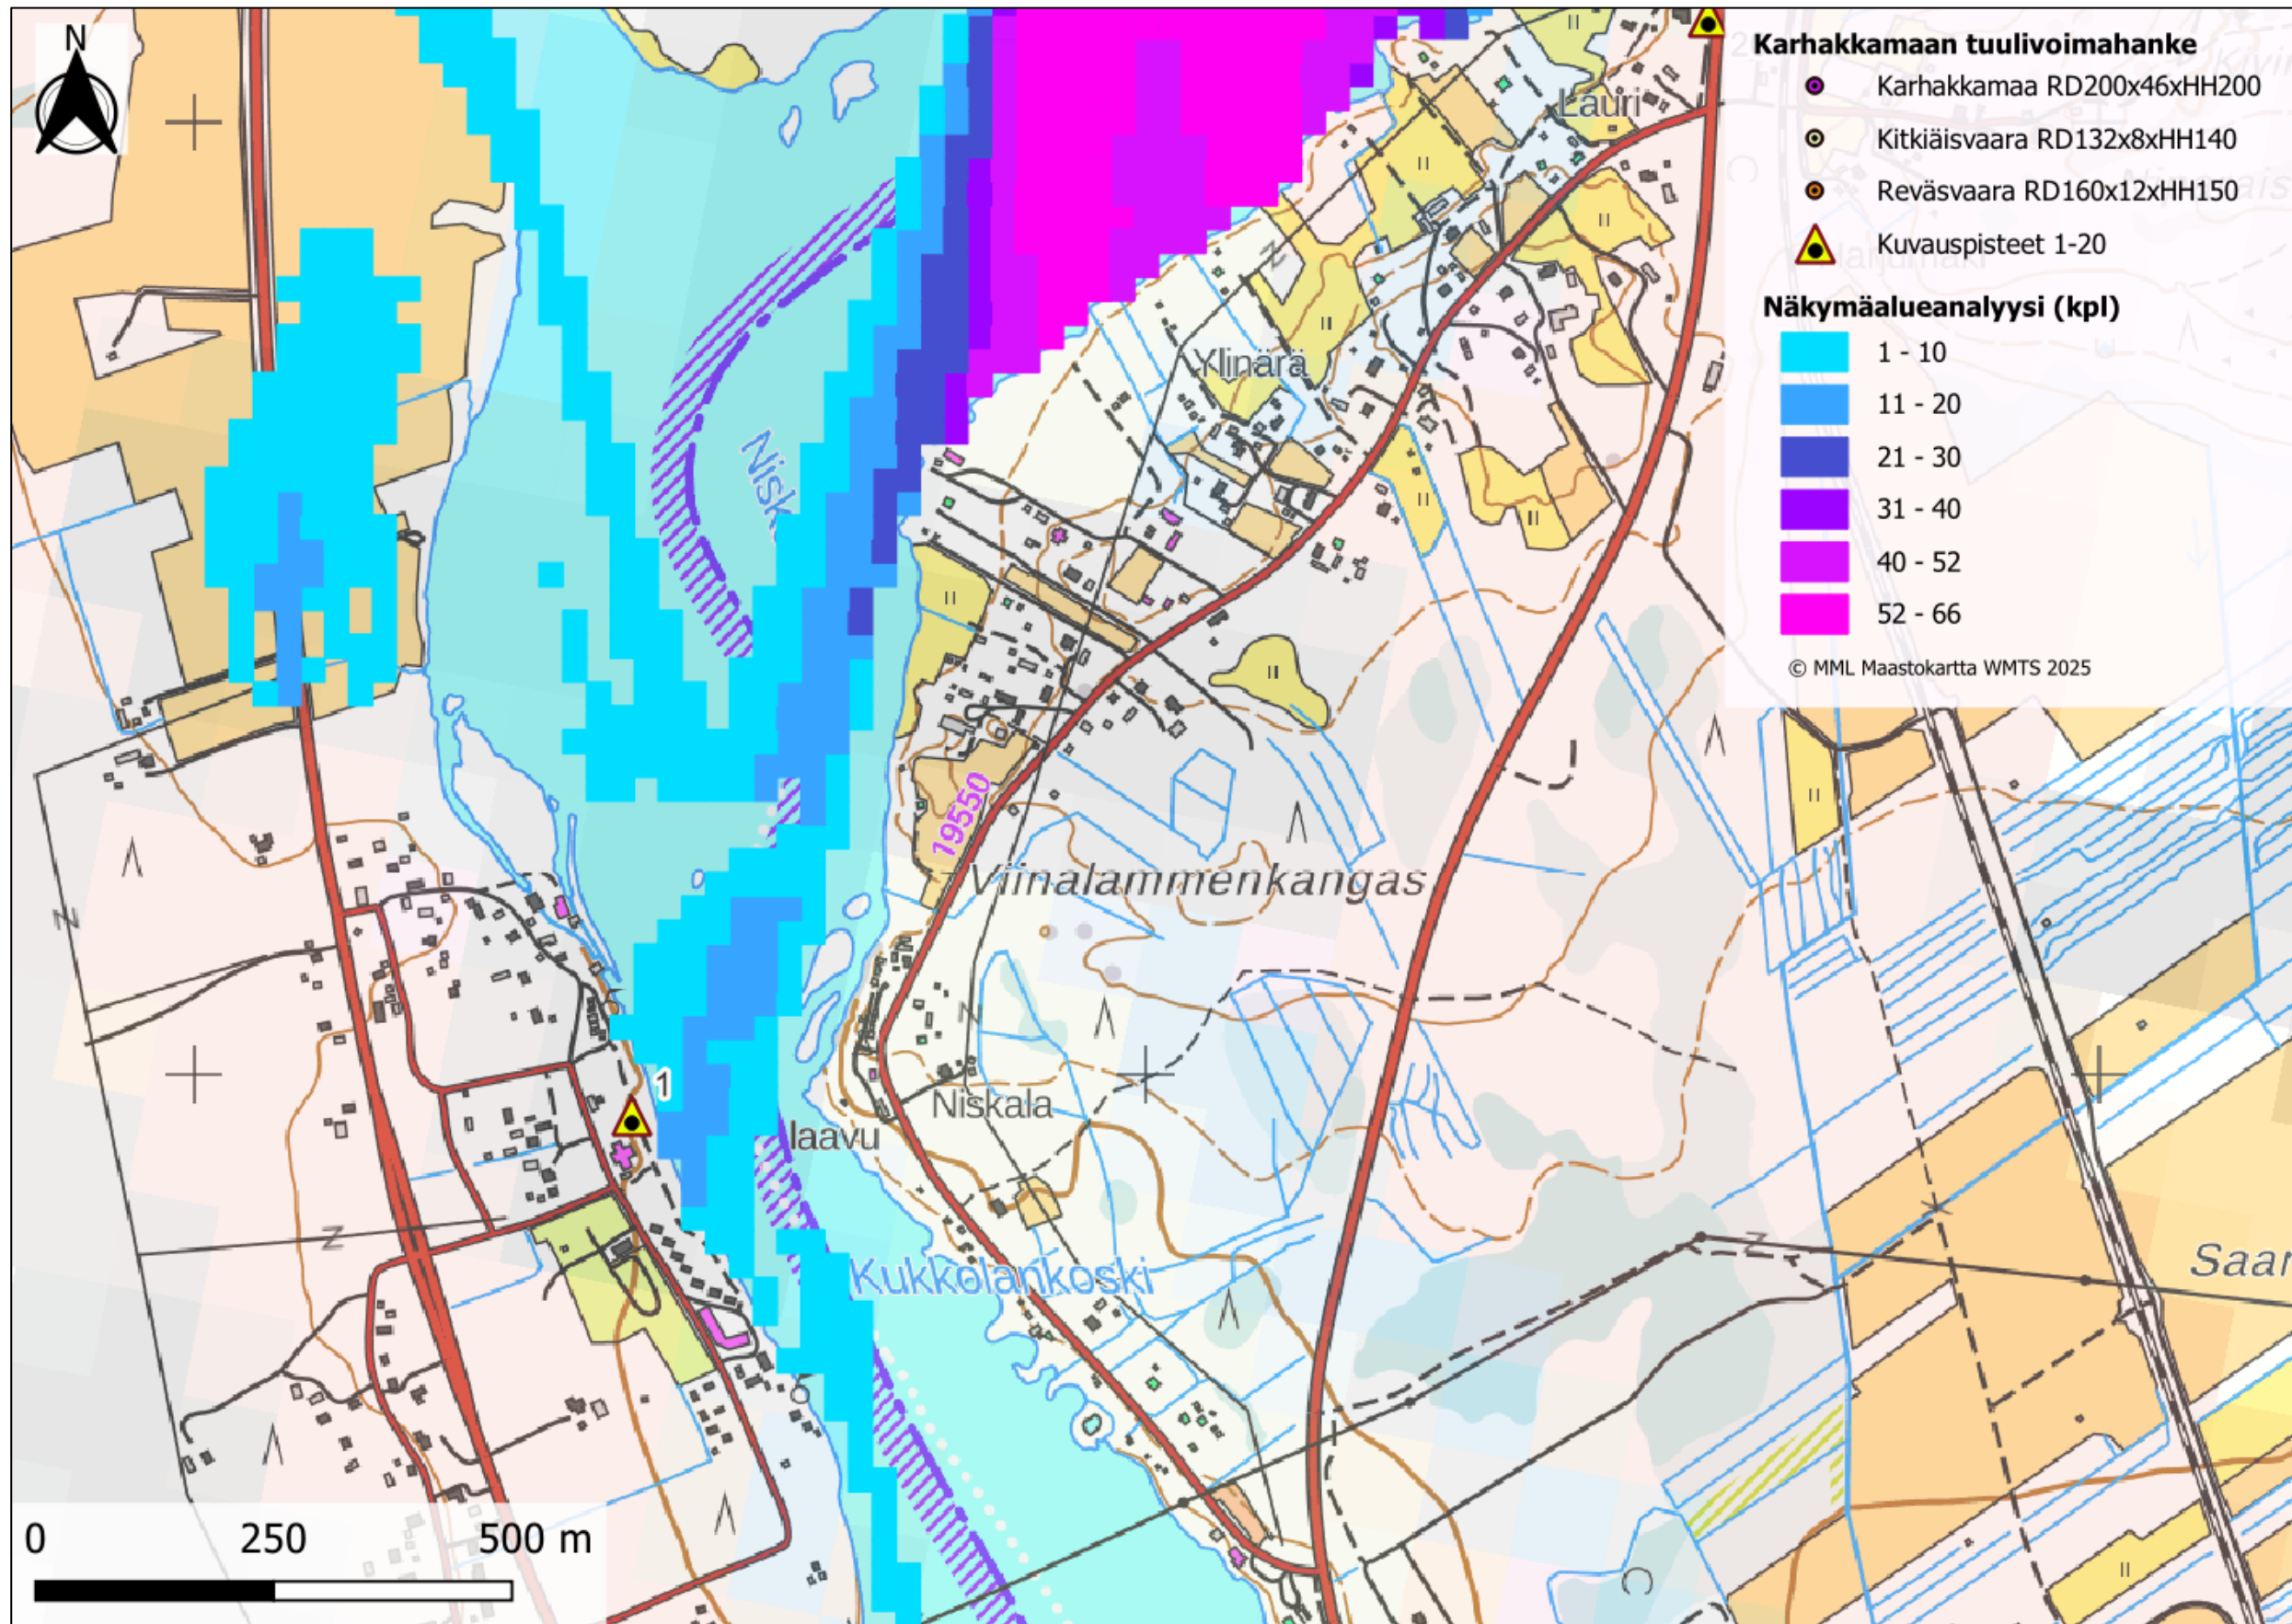 N
Karhakkamaan tuulivoimahanke
Karhakkamaa RD200x46xHH200
Kitkiäisvaara RD132x8xHH140
Reväsvaara RD160x12xHH150
Kuvauspisteet 1-20
Näkymäalueanalyysi (kpl)
1 - 10
11 - 20
21 - 30
31 - 40
40 - 52
52 - 66
© MML Maastokartta WMTS 2025
Lauri
Ylinärä
Nisk
19550
Viinalammenkangas
1
Niskala
laavu
Kukkolankoski
Saar
0 250 500 m